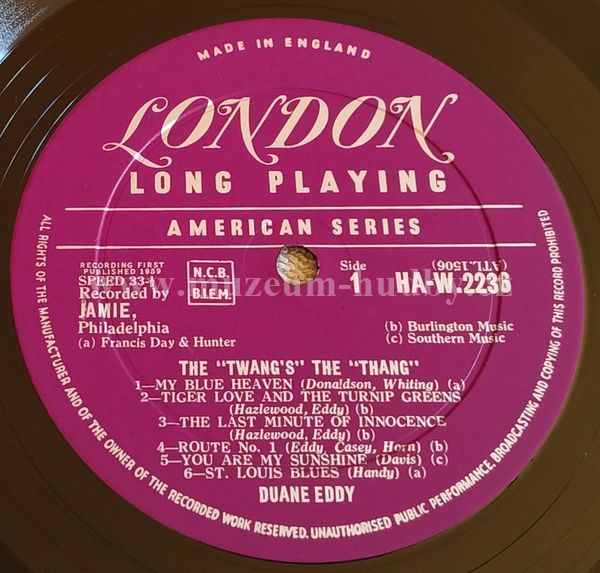 MADE IN ENGLAND
LONDON
LONG PLAYING
AMERICAN SERIES
RECORDING FIRST
PUBLISHED 1959
SPEED 33⅓
Recorded by
JAMIE,
Philadelphia
(a) Francis Day & Hunter
N.C.B.
B.I.E.M.
Side
1
(ATL.1506)
HA-W.2236
(b) Burlington Music
(c) Southern Music
THE "TWANG'S" THE "THANG"
1—MY BLUE HEAVEN (Donaldson, Whiting) (a)
2—TIGER LOVE AND THE TURNIP GREENS
(Hazlewood, Eddy) (b)
3—THE LAST MINUTE OF INNOCENCE
(Hazlewood, Eddy) (b)
4—ROUTE No. 1 (Eddy, Casey, Horn) (b)
5—YOU ARE MY SUNSHINE (Davis) (c)
6—ST. LOUIS BLUES (Handy) (a)
DUANE EDDY
ALL RIGHTS OF THE MANUFACTURER AND OF THE OWNER OF THE RECORDED WORK RESERVED. UNAUTHORISED PUBLIC PERFORMANCE, BROADCASTING AND COPYING OF THIS RECORD PROHIBITED